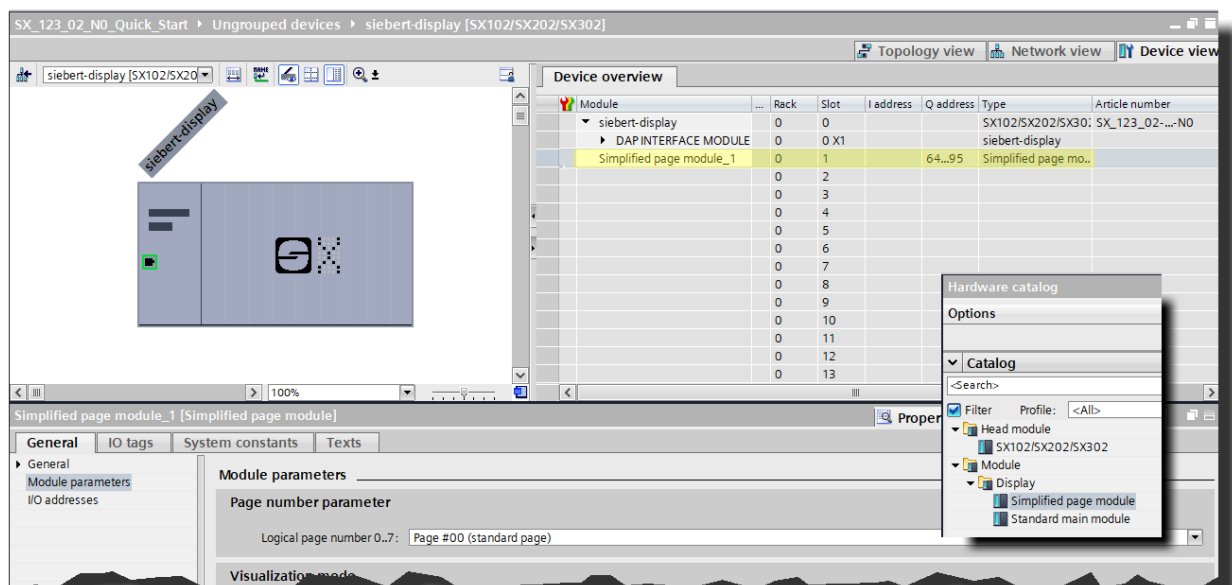 SX_123_02_N0_Quick_Start ▸ Ungrouped devices ▸ siebert-display [SX102/SX202/SX302]
Topology view Network view Device view
siebert-display [SX102/SX20
Device overview
Module ... Rack Slot I address Q address Type Article number
siebert-display 0 0 SX102/SX202/SX30 SX_123_02-...-N0
DAP INTERFACE MODULE 0 0 X1 siebert-display
Simplified page module_1 0 1 64...95 Simplified page mo..
0 2
0 3
0 4
0 5
0 6
0 7
0 8
0 9
0 10
0 11
0 12
0 13
siebert-display
SX
100%
Hardware catalog
Options
Catalog
<Search>
Filter Profile: <All>
Head module
SX102/SX202/SX302
Module
Display
Simplified page module
Standard main module
Simplified page module_1 [Simplified page module]
Proper
General IO tags System constants Texts
General
Module parameters
I/O addresses
Module parameters
Page number parameter
Logical page number 0..7: Page #00 (standard page)
Visualization mode